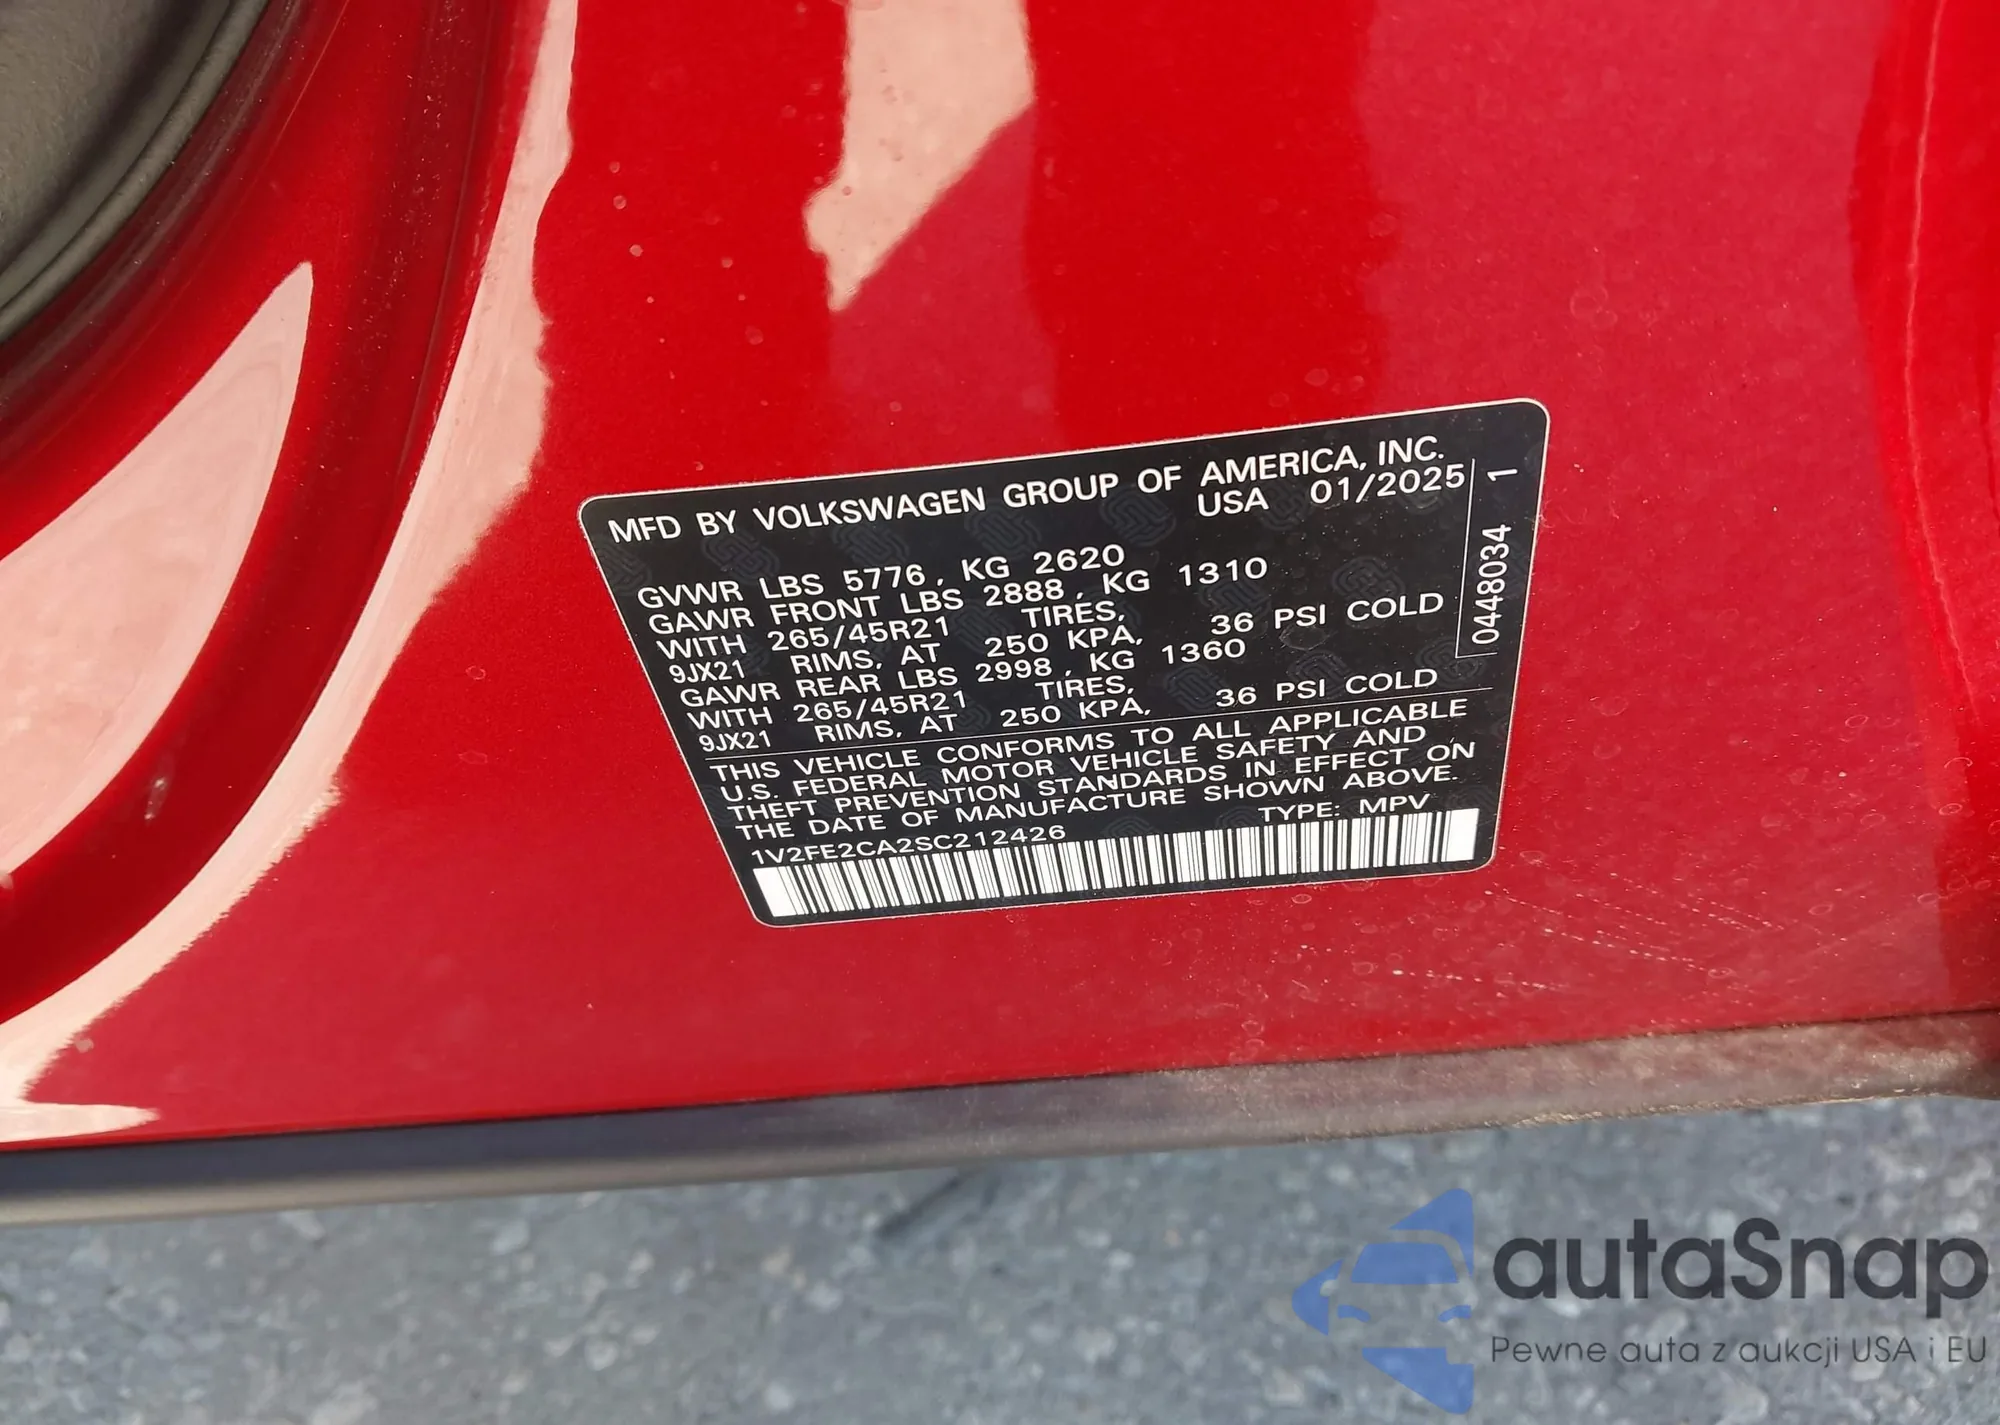 MFD BY VOLKSWAGEN GROUP OF AMERICA, INC.
USA 01/2025
GVWR LBS 5776, KG 2620
GAWR FRONT LBS 2888, KG 1310
WITH 265/45R21 TIRES,
9JX21 RIMS, AT 250 KPA, 36 PSI COLD
GAWR REAR LBS 2998, KG 1360
WITH 265/45R21 TIRES,
9JX21 RIMS, AT 250 KPA, 36 PSI COLD
THIS VEHICLE CONFORMS TO ALL APPLICABLE
U.S. FEDERAL MOTOR VEHICLE SAFETY AND
THEFT PREVENTION STANDARDS IN EFFECT ON
THE DATE OF MANUFACTURE SHOWN ABOVE.
1V2FE2CA2SC212426 TYPE: MPV
0448034 1
autaSnap
Pewne auta z aukcji USA i EU